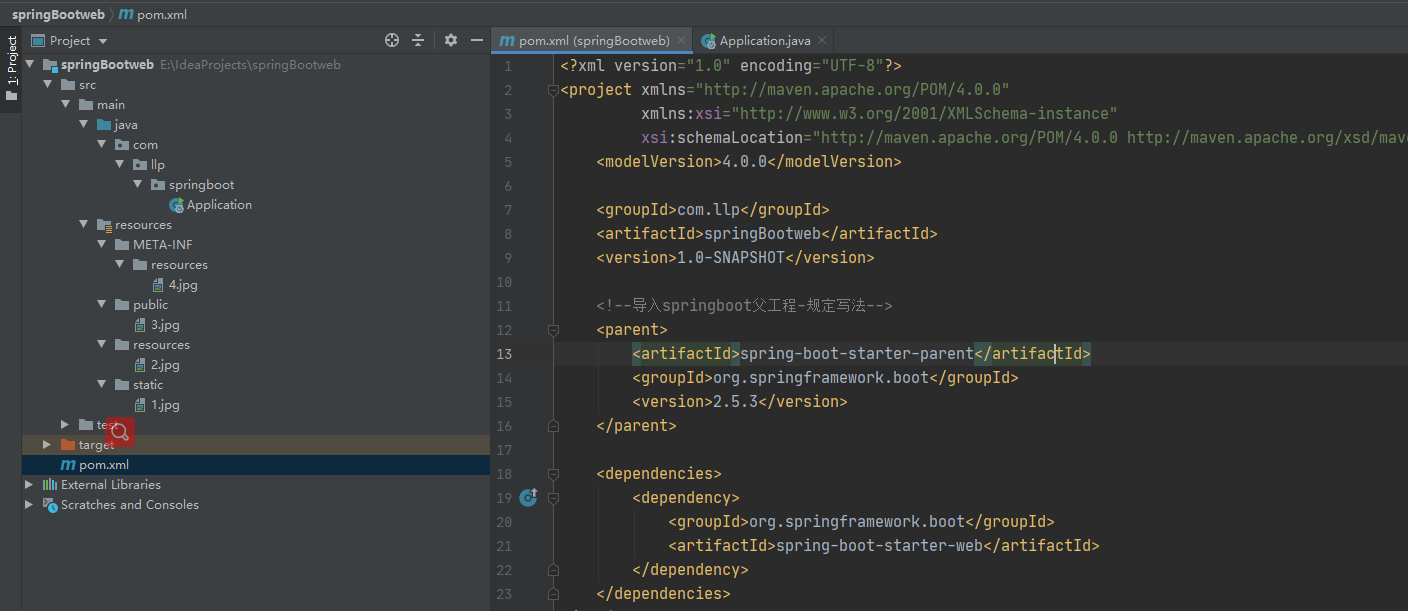 springBootweb pom.xml
1: Project
Project
springBootweb E:\IdeaProjects\springBootweb
src
main
java
com
llp
springboot
Application
resources
META-INF
resources
4.jpg
public
3.jpg
resources
2.jpg
static
1.jpg
test
target
pom.xml
External Libraries
Scratches and Consoles
pom.xml (springBootweb) Application.java
1 <?xml version="1.0" encoding="UTF-8"?>
2 <project xmlns="http://maven.apache.org/POM/4.0.0"
3 xmlns:xsi="http://www.w3.org/2001/XMLSchema-instance"
4 xsi:schemaLocation="http://maven.apache.org/POM/4.0.0 http://maven.apache.org/xsd/mav
5 <modelVersion>4.0.0</modelVersion>
6
7 <groupId>com.llp</groupId>
8 <artifactId>springBootweb</artifactId>
9 <version>1.0-SNAPSHOT</version>
10
11 <!--导入springboot父工程-规定写法-->
12 <parent>
13 <artifactId>spring-boot-starter-parent</artifactId>
14 <groupId>org.springframework.boot</groupId>
15 <version>2.5.3</version>
16 </parent>
17
18 <dependencies>
19 <dependency>
20 <groupId>org.springframework.boot</groupId>
21 <artifactId>spring-boot-starter-web</artifactId>
22 </dependency>
23 </dependencies>